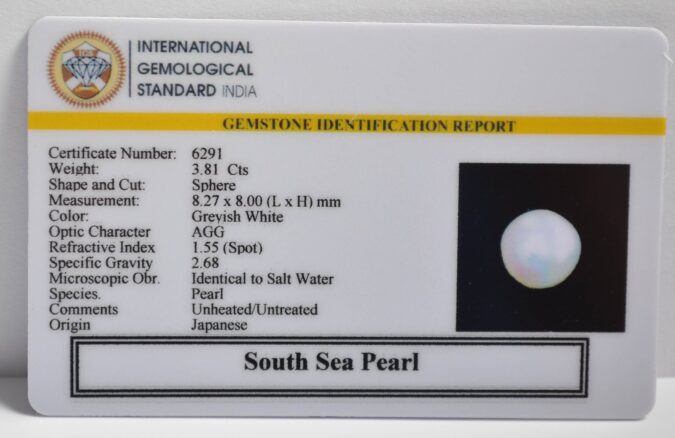 INTERNATIONAL
GEMOLOGICAL
STANDARD INDIA
GEMSTONE IDENTIFICATION REPORT
Certificate Number: 6291
Weight: 3.81 Cts
Shape and Cut: Sphere
Measurement: 8.27 x 8.00 (L x H) mm
Color: Greyish White
Optic Character AGG
Refractive Index 1.55 (Spot)
Specific Gravity 2.68
Microscopic Obr. Identical to Salt Water
Species. Pearl
Comments Unheated/Untreated
Origin Japanese
South Sea Pearl